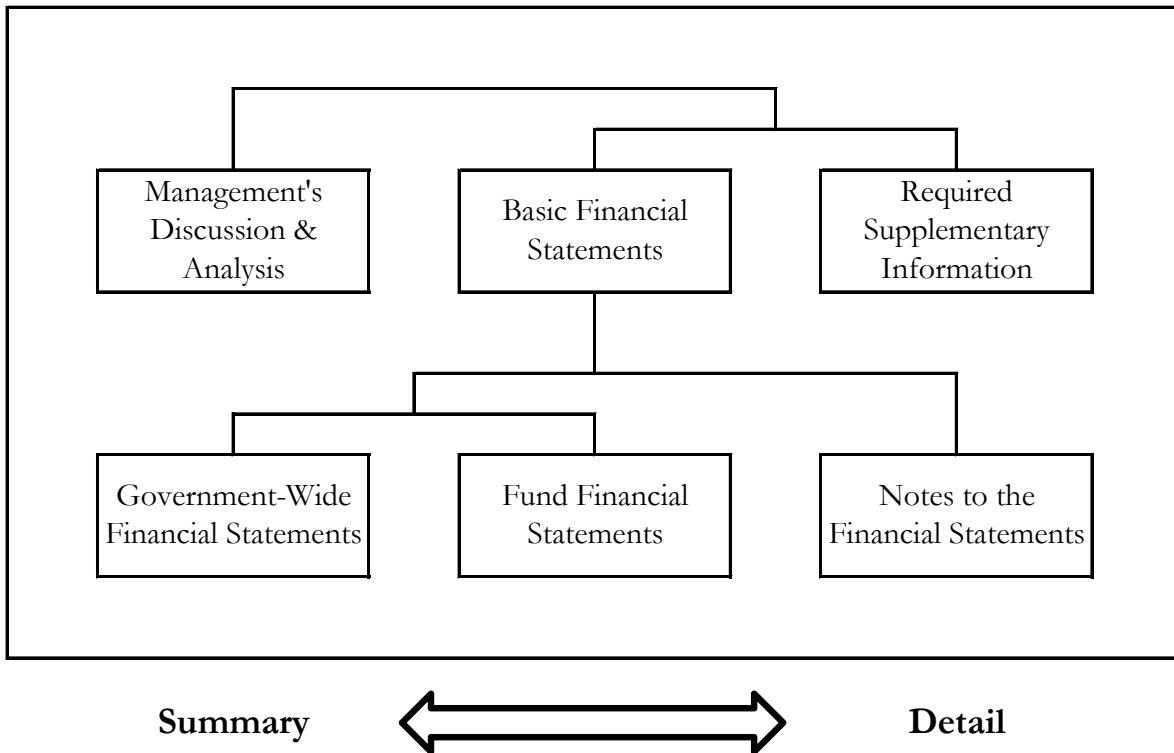 Management's
Discussion &
Analysis
Basic Financial
Statements
Required
Supplementary
Information
Government-Wide
Financial Statements
Fund Financial
Statements
Notes to the
Financial Statements
Summary
Detail